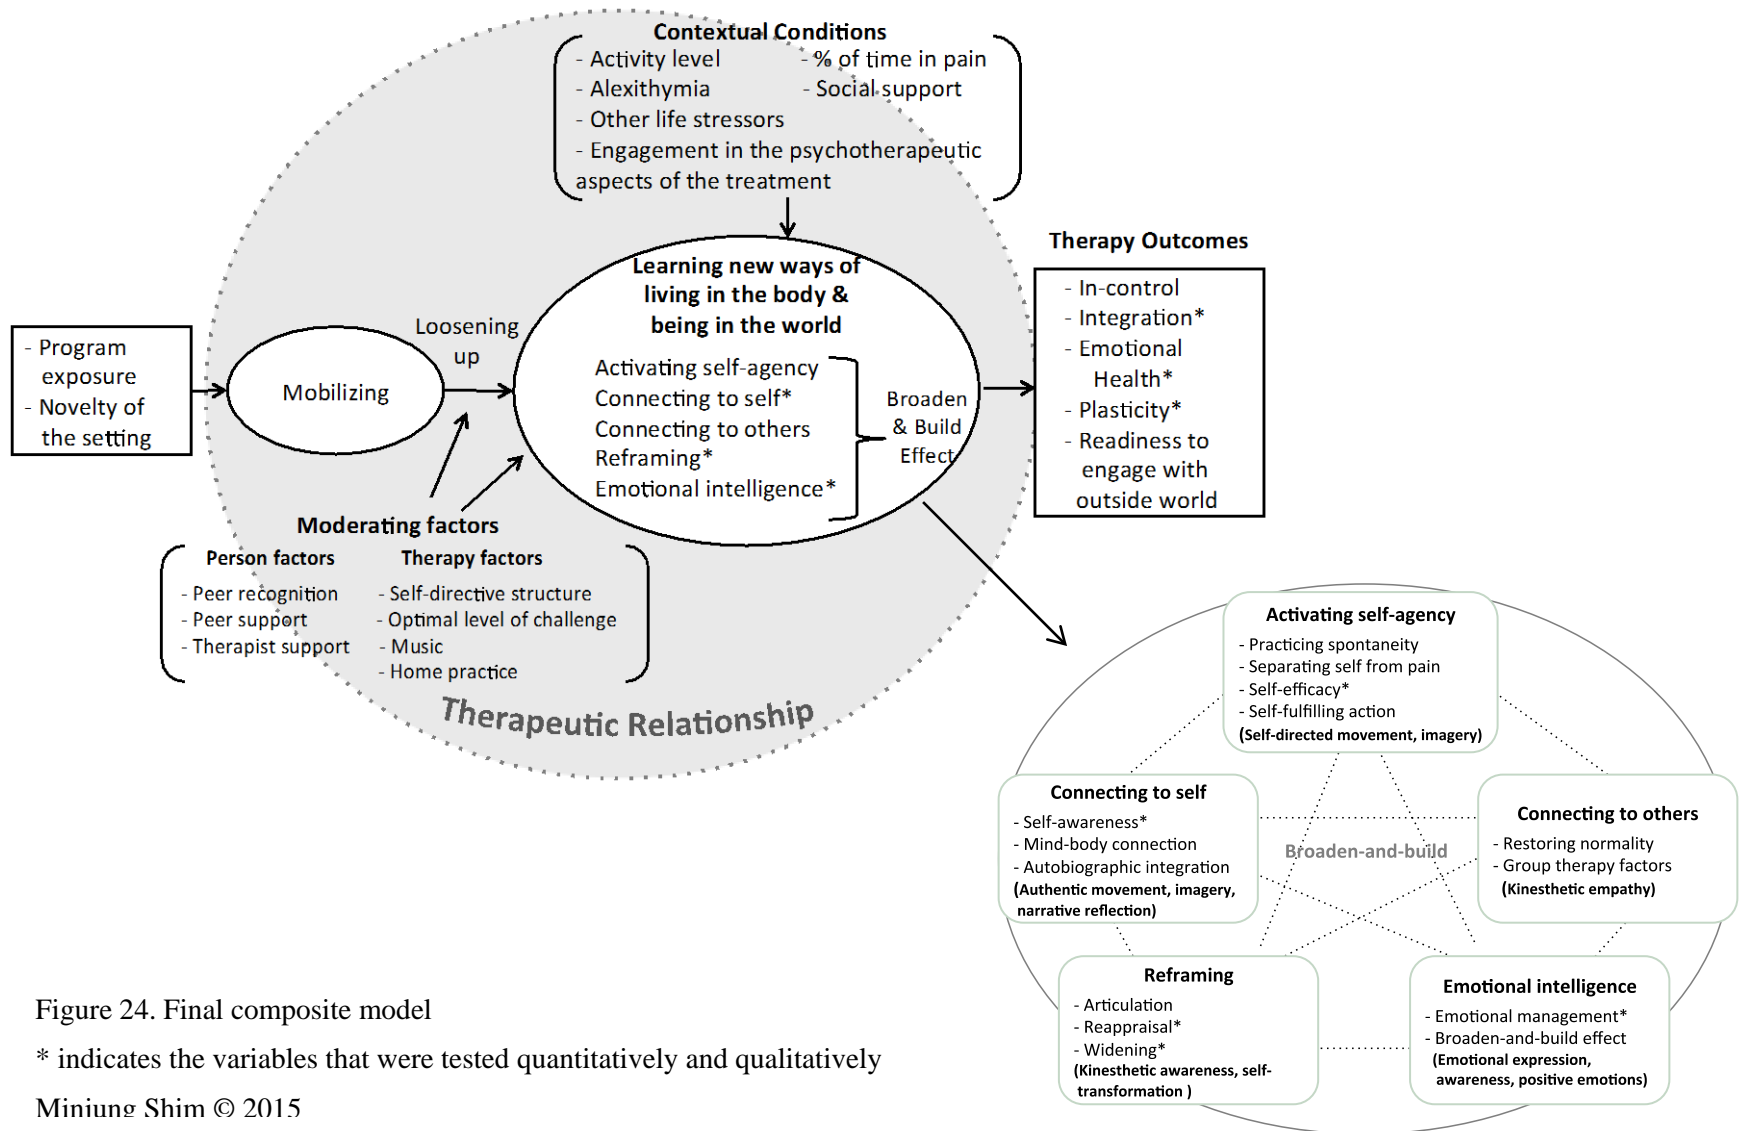 Contextual Conditions
- Activity level
- % of time in pain
- Alexithymia
- Social support
- Other life stressors
- Engagement in the psychotherapeutic
aspects of the treatment
Therapy Outcomes
- In-control
- Integration*
- Emotional
Health*
- Plasticity*
- Readiness to
engage with
outside world
Learning new ways of
living in the body &
being in the world
Activating self-agency
Connecting to self*
Connecting to others
Reframing*
Emotional intelligence*
Broaden
& Build
Effect
Loosening
up
- Program
exposure
- Novelty of
the setting
Mobilizing
Moderating factors
Person factors
- Peer recognition
- Peer support
- Therapist support
Therapy factors
- Self-directive structure
- Optimal level of challenge
- Music
- Home practice
Therapeutic Relationship
Activating self-agency
- Practicing spontaneity
- Separating self from pain
- Self-efficacy*
- Self-fulfilling action
(Self-directed movement, imagery)
Connecting to self
- Self-awareness*
- Mind-body connection
- Autobiographic integration
(Authentic movement, imagery,
narrative reflection)
Broaden-and-build
Connecting to others
- Restoring normality
- Group therapy factors
(Kinesthetic empathy)
Reframing
- Articulation
- Reappraisal*
- Widening*
(Kinesthetic awareness, self-
transformation )
Emotional intelligence
- Emotional management*
- Broaden-and-build effect
(Emotional expression,
awareness, positive emotions)
Figure 24. Final composite model
* indicates the variables that were tested quantitatively and qualitatively
Minjung Shim © 2015